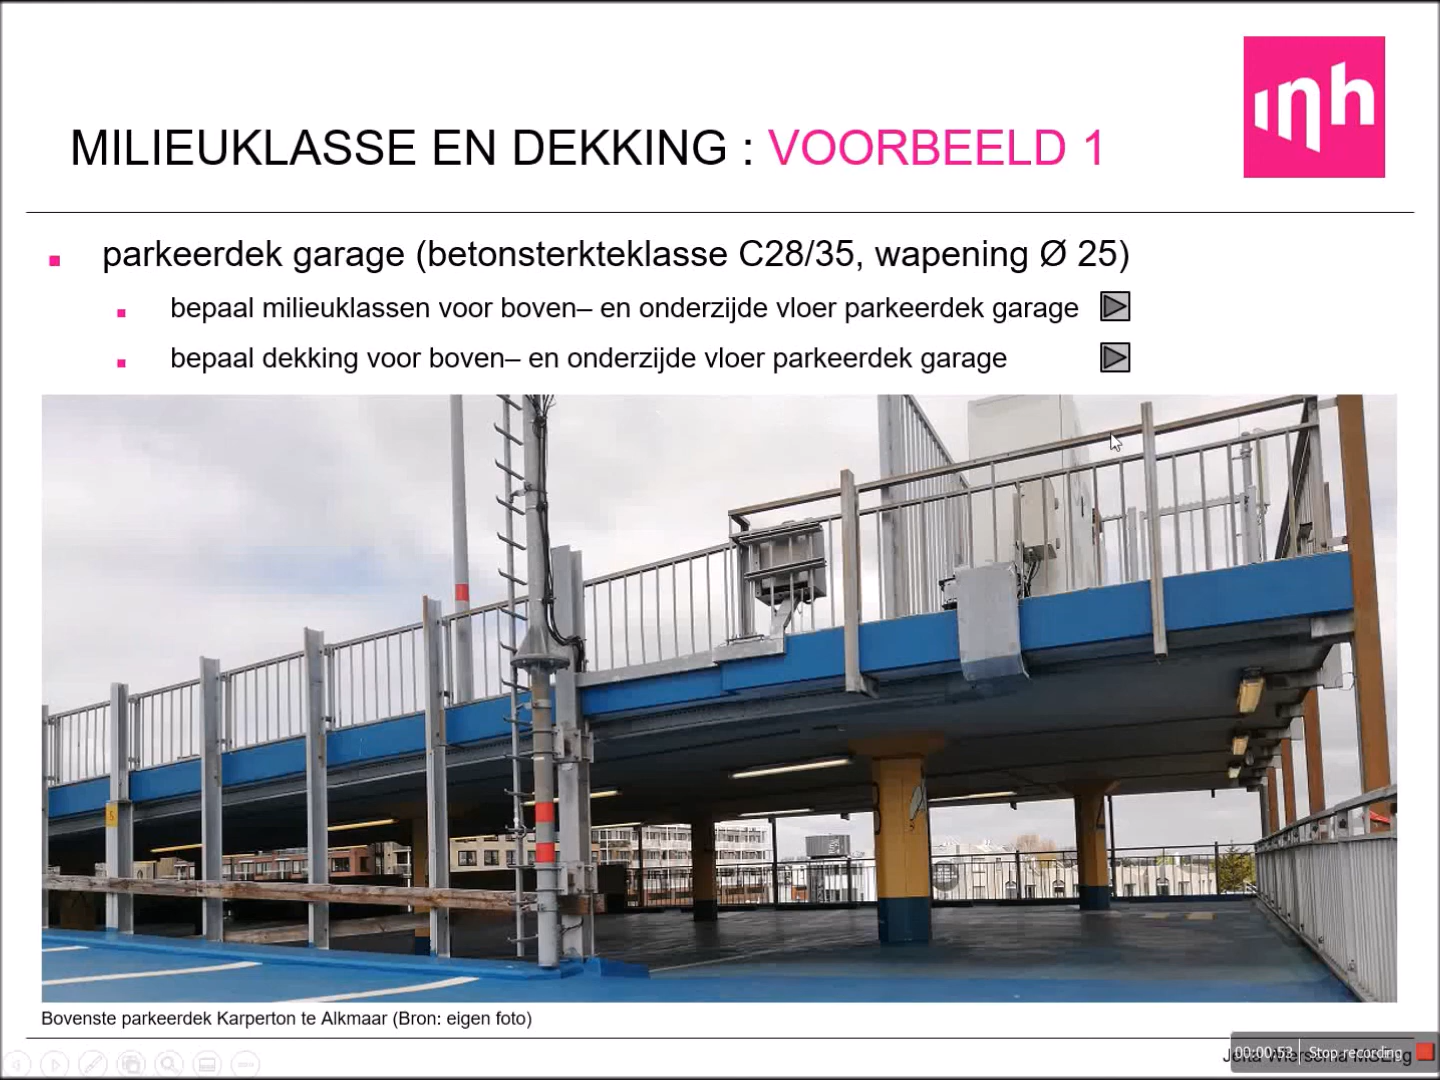 ınh
MILIEUKLASSE EN DEKKING : VOORBEELD 1
parkeerdek garage (betonsterkteklasse C28/35, wapening Ø 25)
bepaal milieuklassen voor boven– en onderzijde vloer parkeerdek garage
bepaal dekking voor boven– en onderzijde vloer parkeerdek garage
5
Bovenste parkeerdek Karperton te Alkmaar (Bron: eigen foto)
00:00:53 Stop recording